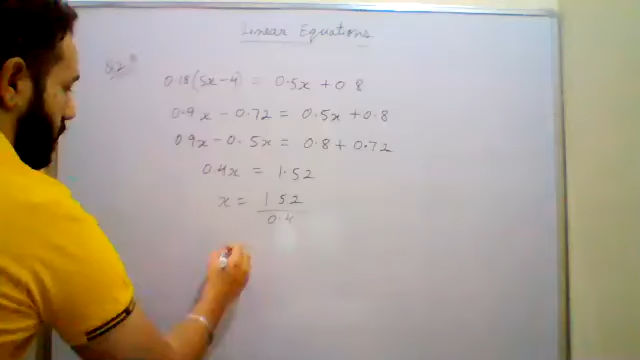 Linear Equations
0.18(5x-4) = 0.5x + 0.8
0.9x - 0.72 = 0.5x + 0.8
0.9x - 0.5x = 0.8 + 0.72
0.4x = 1.52
x = 1.52 / 0.4